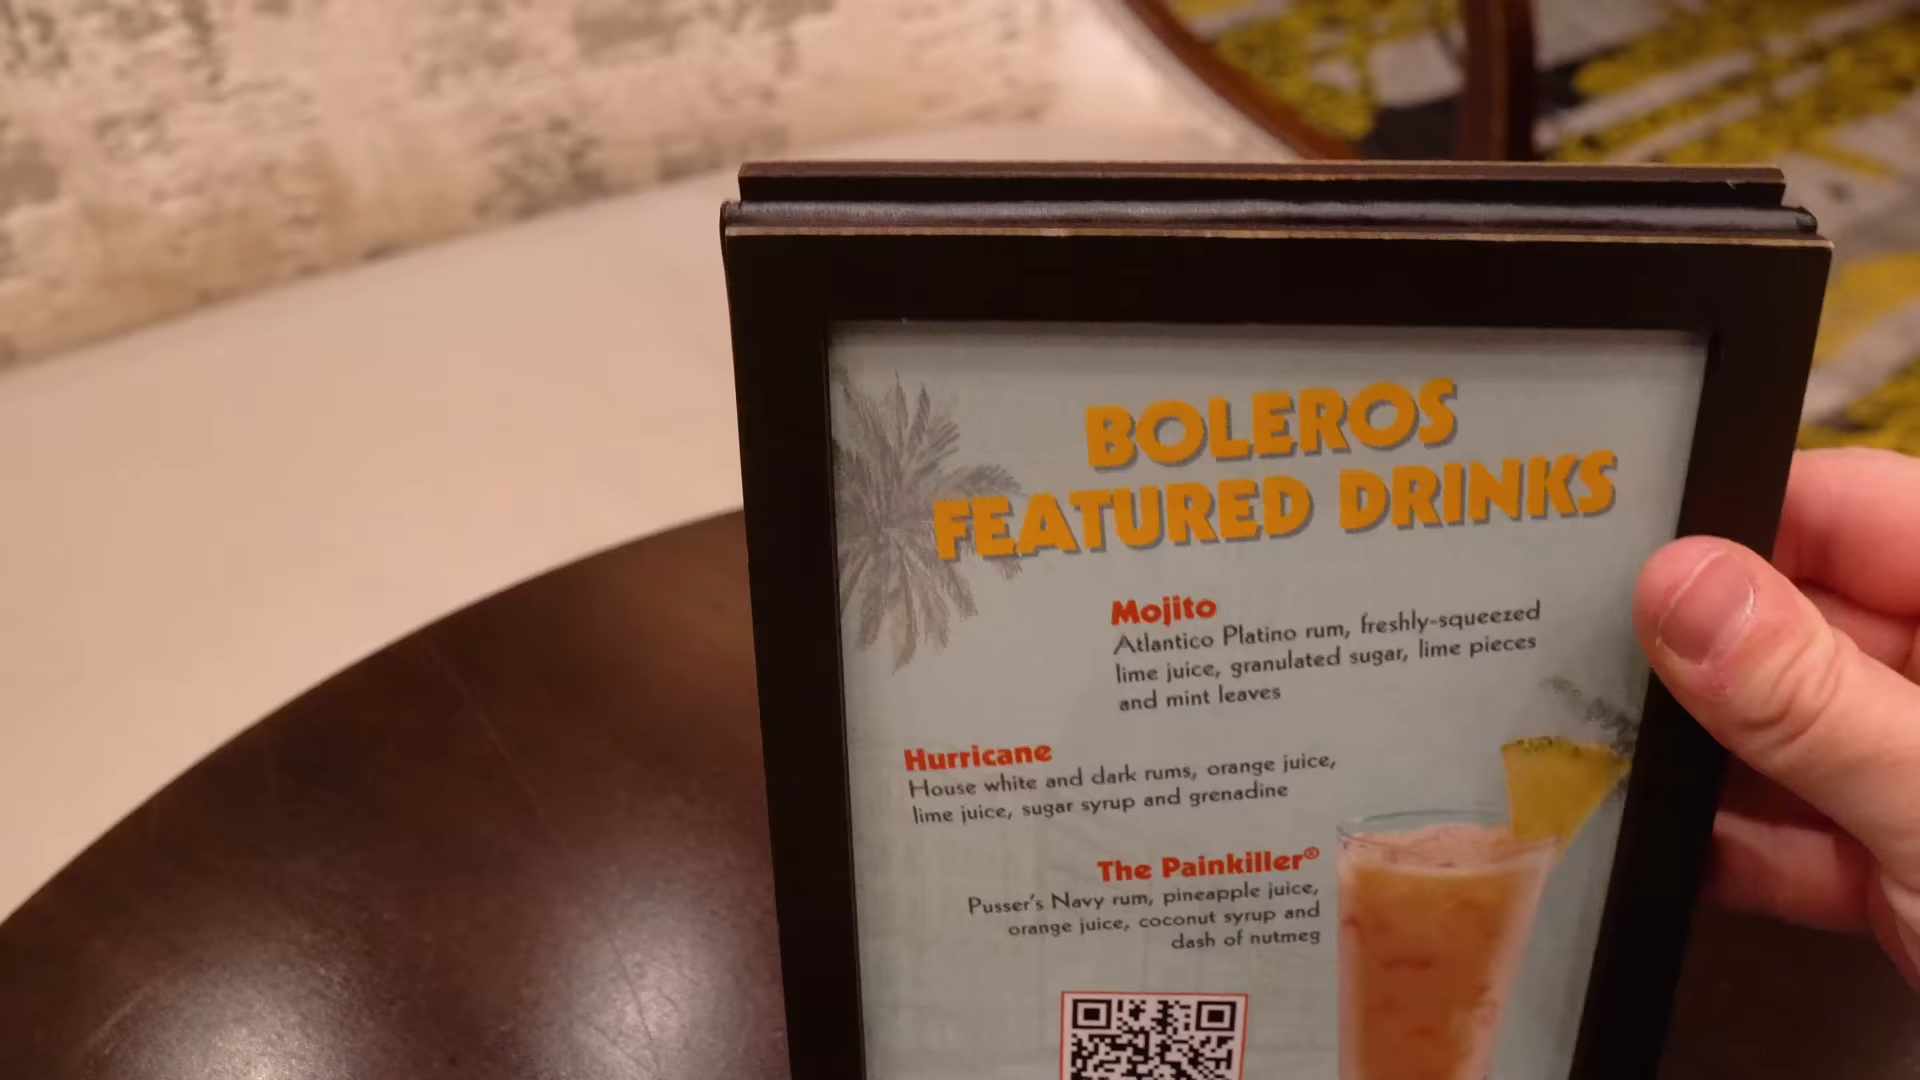 BOLEROS
FEATURED DRINKS
Mojito
Atlantico Platino rum, freshly-squeezed
lime juice, granulated sugar, lime pieces
and mint leaves
Hurricane
House white and dark rums, orange juice,
lime juice, sugar syrup and grenadine
The Painkiller®
Pusser's Navy rum, pineapple juice,
orange juice, coconut syrup and
dash of nutmeg